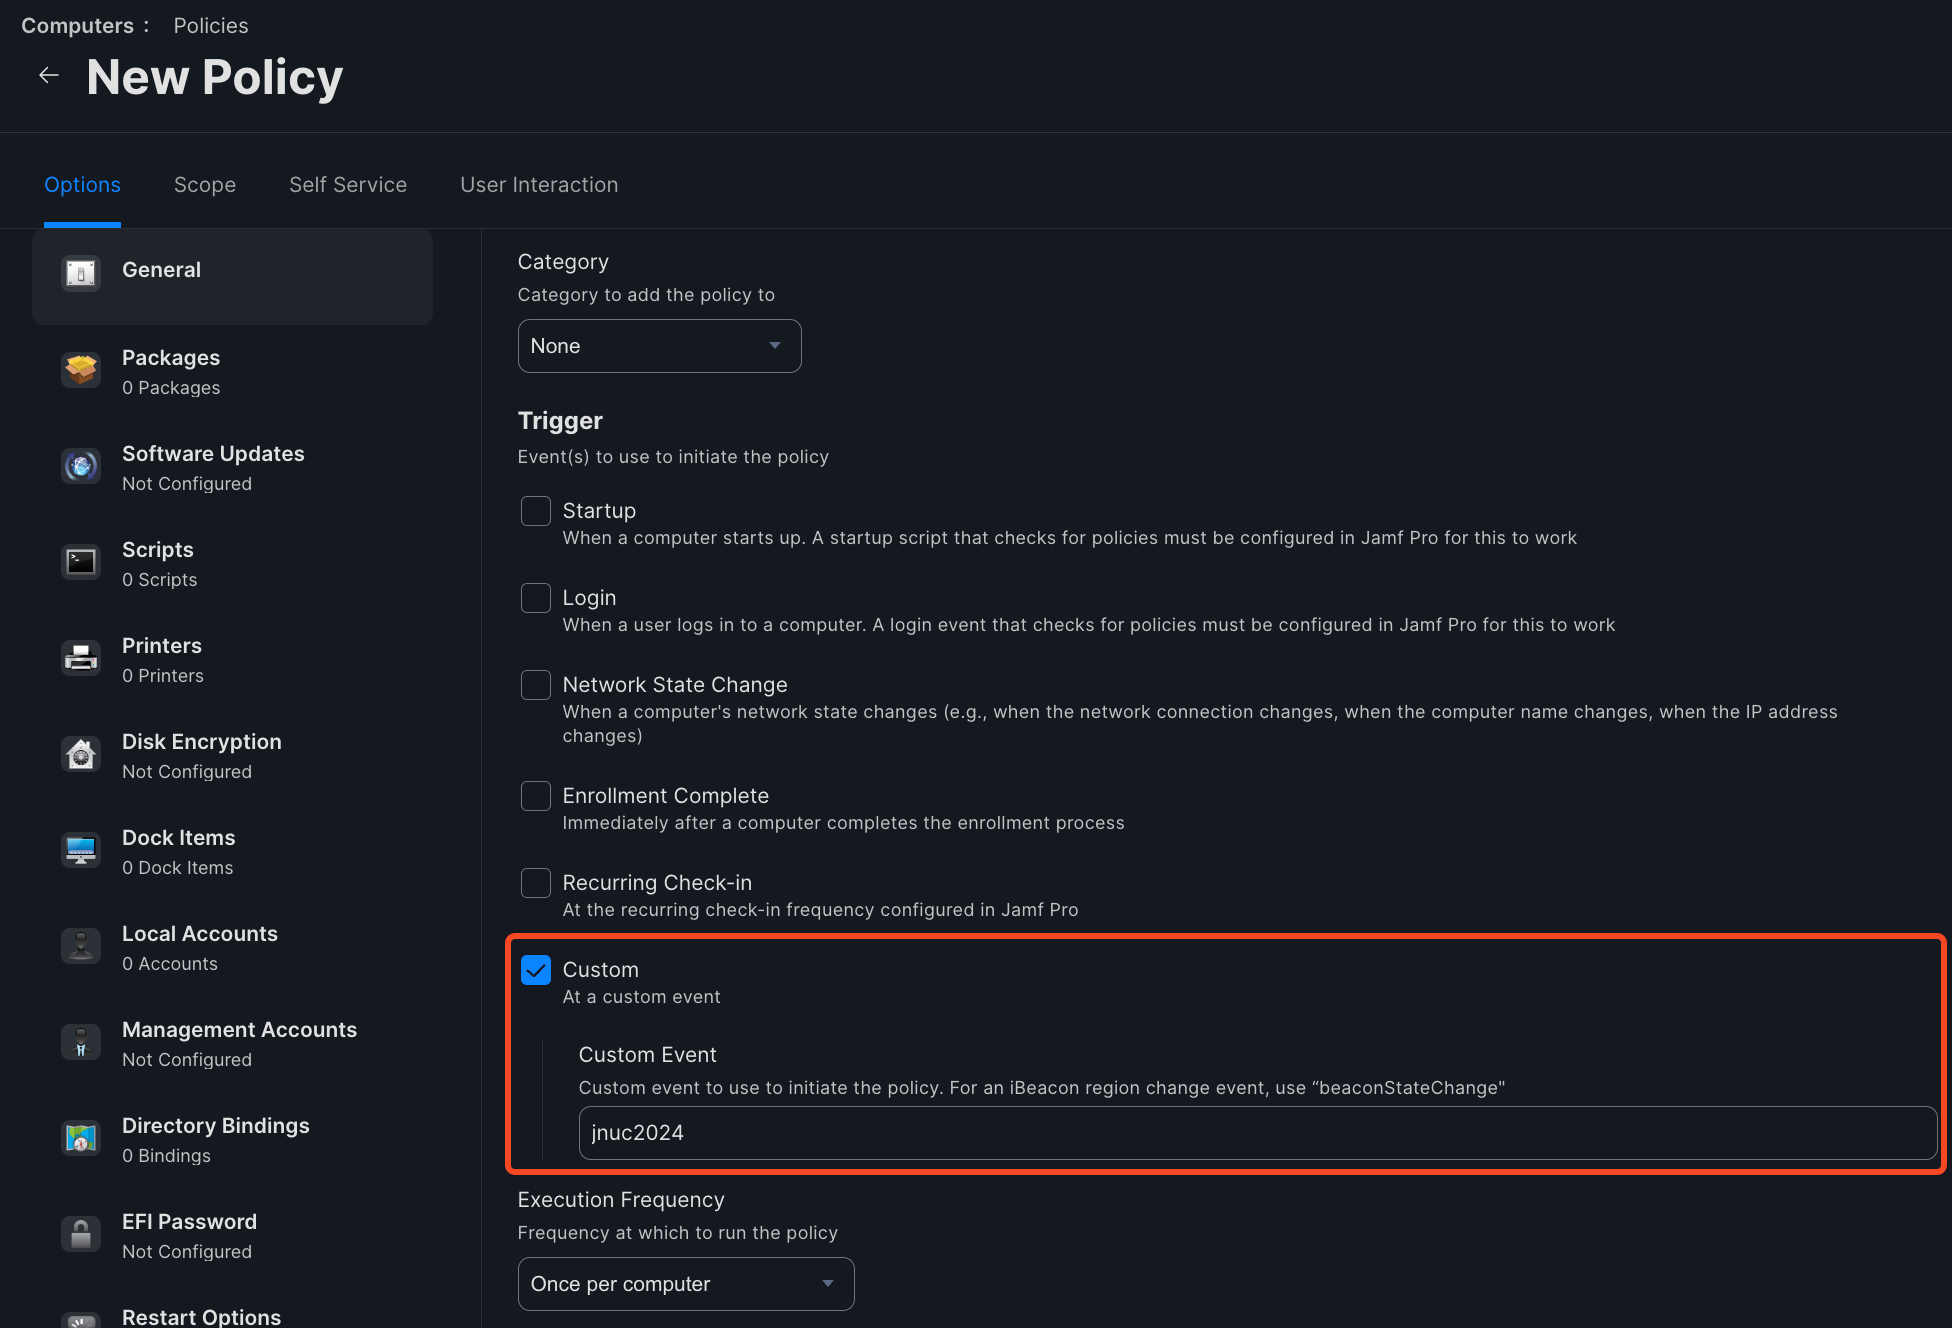 Computers : Policies
New Policy
Options Scope Self Service User Interaction
General
Packages
0 Packages
Software Updates
Not Configured
Scripts
0 Scripts
Printers
0 Printers
Disk Encryption
Not Configured
Dock Items
0 Dock Items
Local Accounts
0 Accounts
Management Accounts
Not Configured
Directory Bindings
0 Bindings
EFI Password
Not Configured
Restart Options
Category
Category to add the policy to
None
Trigger
Event(s) to use to initiate the policy
Startup
When a computer starts up. A startup script that checks for policies must be configured in Jamf Pro for this to work
Login
When a user logs in to a computer. A login event that checks for policies must be configured in Jamf Pro for this to work
Network State Change
When a computer's network state changes (e.g., when the network connection changes, when the computer name changes, when the IP address
changes)
Enrollment Complete
Immediately after a computer completes the enrollment process
Recurring Check-in
At the recurring check-in frequency configured in Jamf Pro
Custom
At a custom event
Custom Event
Custom event to use to initiate the policy. For an iBeacon region change event, use “beaconStateChange"
jnuc2024
Execution Frequency
Frequency at which to run the policy
Once per computer